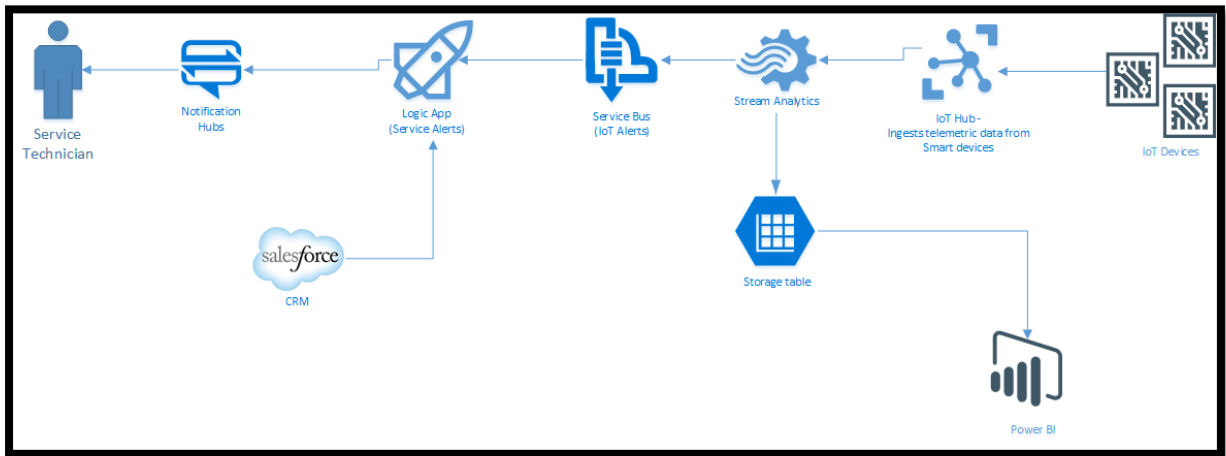 Service
Technician
Notification
Hubs
Logic App
(Service Alerts)
Service Bus
(IoT Alerts)
Stream Analytics
IoT Hub -
Ingests telemetric data from
Smart devices
IoT Devices
salesforce
CRM
Storage table
Power BI